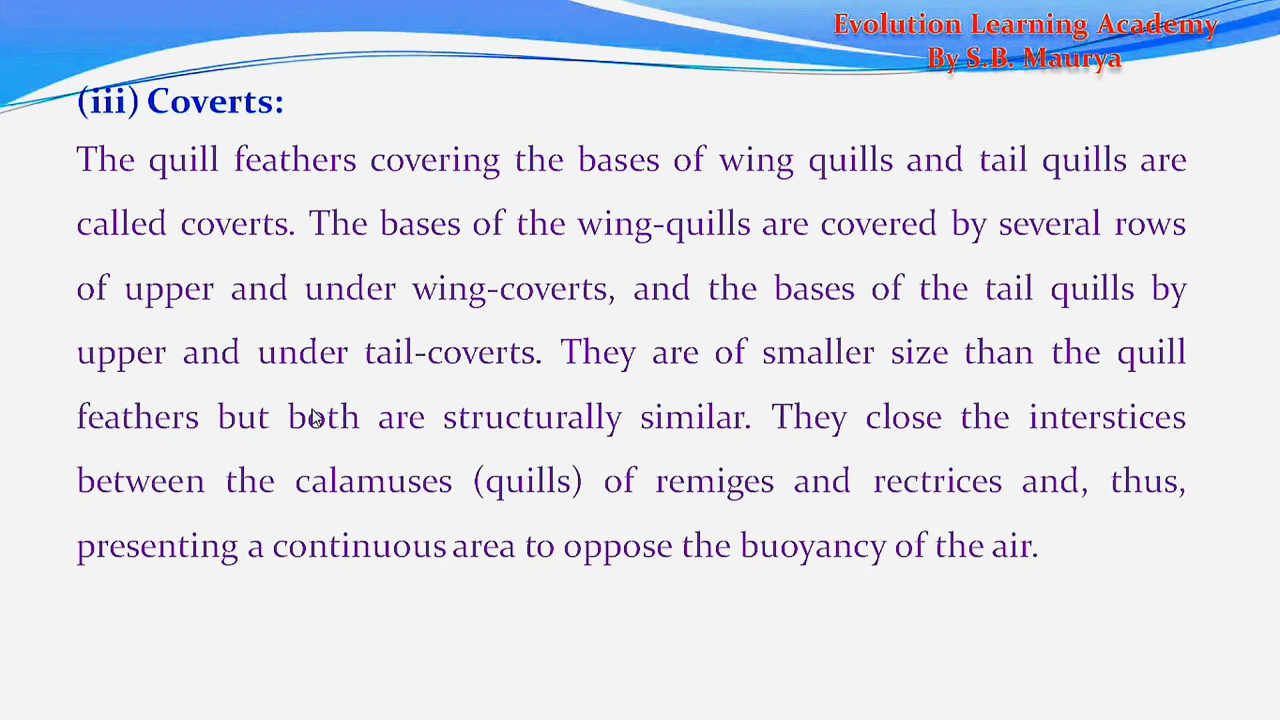 Evolution Learning Academy
By S.B. Maurya
(iii) Coverts:
The quill feathers covering the bases of wing quills and tail quills are
called coverts. The bases of the wing-quills are covered by several rows
of upper and under wing-coverts, and the bases of the tail quills by
upper and under tail-coverts. They are of smaller size than the quill
feathers but both are structurally similar. They close the interstices
between the calamuses (quills) of remiges and rectrices and, thus,
presenting a continuous area to oppose the buoyancy of the air.